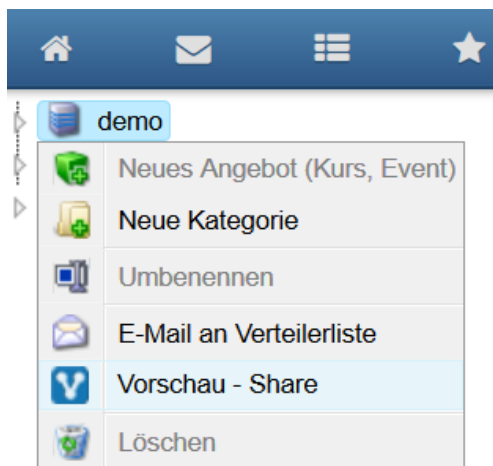 demo
Neues Angebot (Kurs, Event)
Neue Kategorie
Umbenennen
E-Mail an Verteilerliste
Vorschau - Share
Löschen